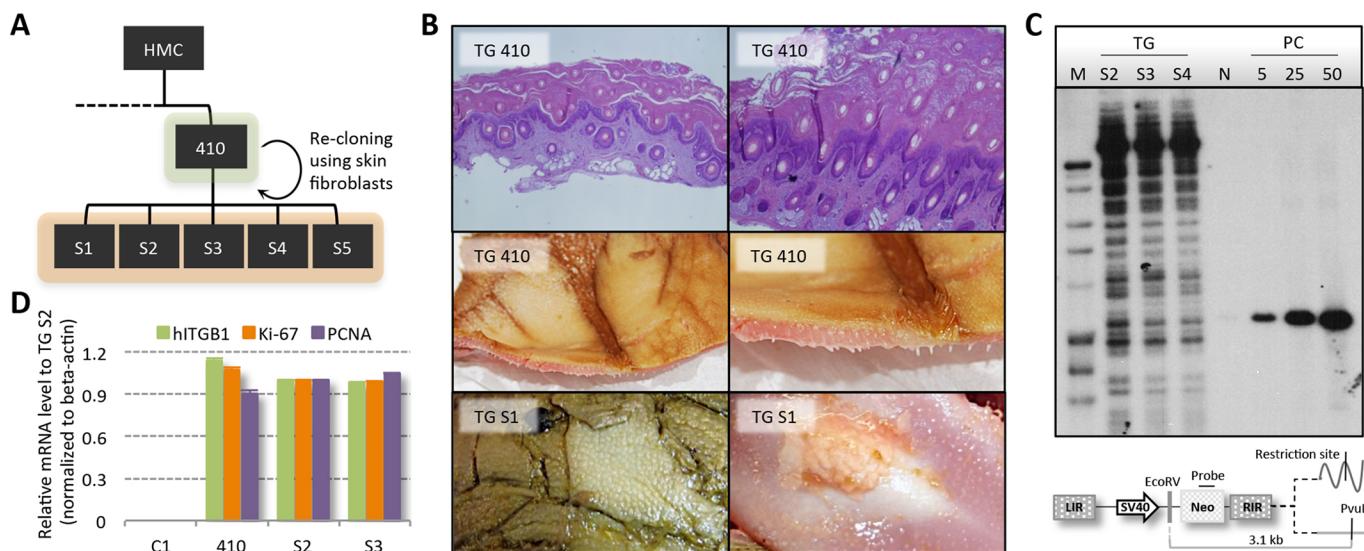 A
HMC
410
Re-cloning
using skin
fibroblasts
S1 S2 S3 S4 S5
B
TG 410
TG 410
TG 410
TG 410
TG S1
TG S1
C
TG PC
M S2 S3 S4 N 5 25 50
Restriction site
EcoRV
Probe
LIR SV40 Neo RIR
PvuI
3.1 kb
D
hITGB1 Ki-67 PCNA
Relative mRNA level to TG S2
(normalized to beta-actin)
1.2
0.9
0.6
0.3
0
C1 410 S2 S3